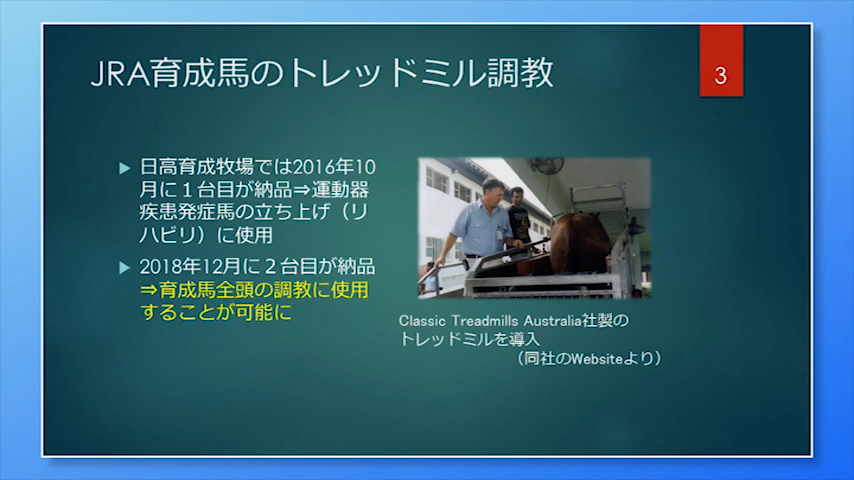 JRA育成馬のトレッドミル調教
3
▶ 日高育成牧場では2016年10
月に１台目が納品⇒運動器
疾患発症馬の立ち上げ（リ
ハビリ）に使用
▶ 2018年12月に２台目が納品
⇒育成馬全頭の調教に使用
することが可能に
Classic Treadmills Australia社製の
トレッドミルを導入
（同社のWebsiteより）